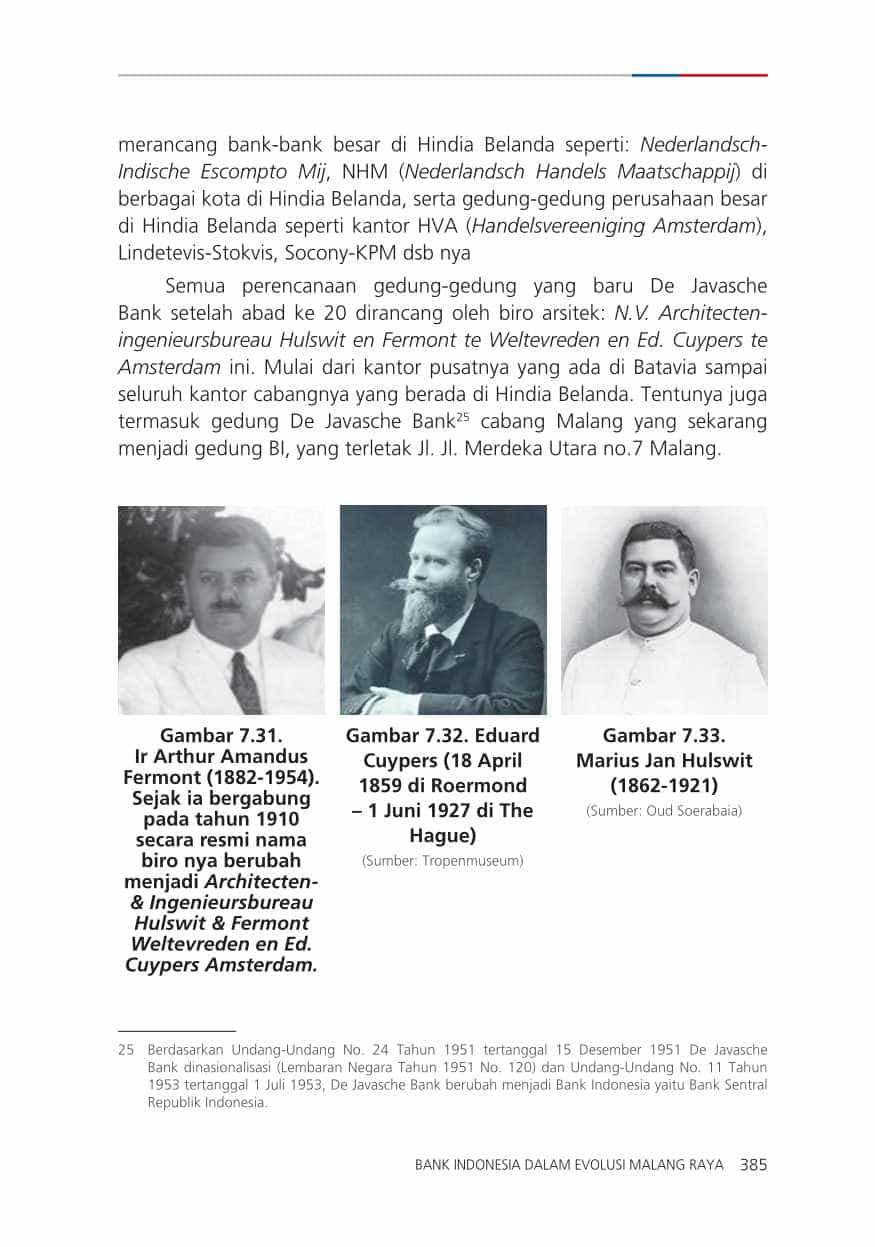 merancang bank-bank besar di Hindia Belanda seperti: Nederlandsch-
Indische Escompto Mij, NHM (Nederlandsch Handels Maatschappij) di
berbagai kota di Hindia Belanda, serta gedung-gedung perusahaan besar
di Hindia Belanda seperti kantor HVA (Handelsvereeniging Amsterdam),
Lindetevis-Stokvis, Socony-KPM dsb nya
Semua perencanaan gedung-gedung yang baru De Javasche
Bank setelah abad ke 20 dirancang oleh biro arsitek: N.V. Architecten-
ingenieursbureau Hulswit en Fermont te Weltevreden en Ed. Cuypers te
Amsterdam ini. Mulai dari kantor pusatnya yang ada di Batavia sampai
seluruh kantor cabangnya yang berada di Hindia Belanda. Tentunya juga
termasuk gedung De Javasche Bank25 cabang Malang yang sekarang
menjadi gedung BI, yang terletak Jl. Jl. Merdeka Utara no.7 Malang.
Gambar 7.31.
Ir Arthur Amandus
Fermont (1882-1954).
Sejak ia bergabung
pada tahun 1910
secara resmi nama
biro nya berubah
menjadi Architecten-
& Ingenieursbureau
Hulswit & Fermont
Weltevreden en Ed.
Cuypers Amsterdam.
Gambar 7.32. Eduard
Cuypers (18 April
1859 di Roermond
– 1 Juni 1927 di The
Hague)
(Sumber: Tropenmuseum)
Gambar 7.33.
Marius Jan Hulswit
(1862-1921)
(Sumber: Oud Soerabaia)
25 Berdasarkan Undang-Undang No. 24 Tahun 1951 tertanggal 15 Desember 1951 De Javasche
Bank dinasionalisasi (Lembaran Negara Tahun 1951 No. 120) dan Undang-Undang No. 11 Tahun
1953 tertanggal 1 Juli 1953, De Javasche Bank berubah menjadi Bank Indonesia yaitu Bank Sentral
Republik Indonesia.
BANK INDONESIA DALAM EVOLUSI MALANG RAYA 385